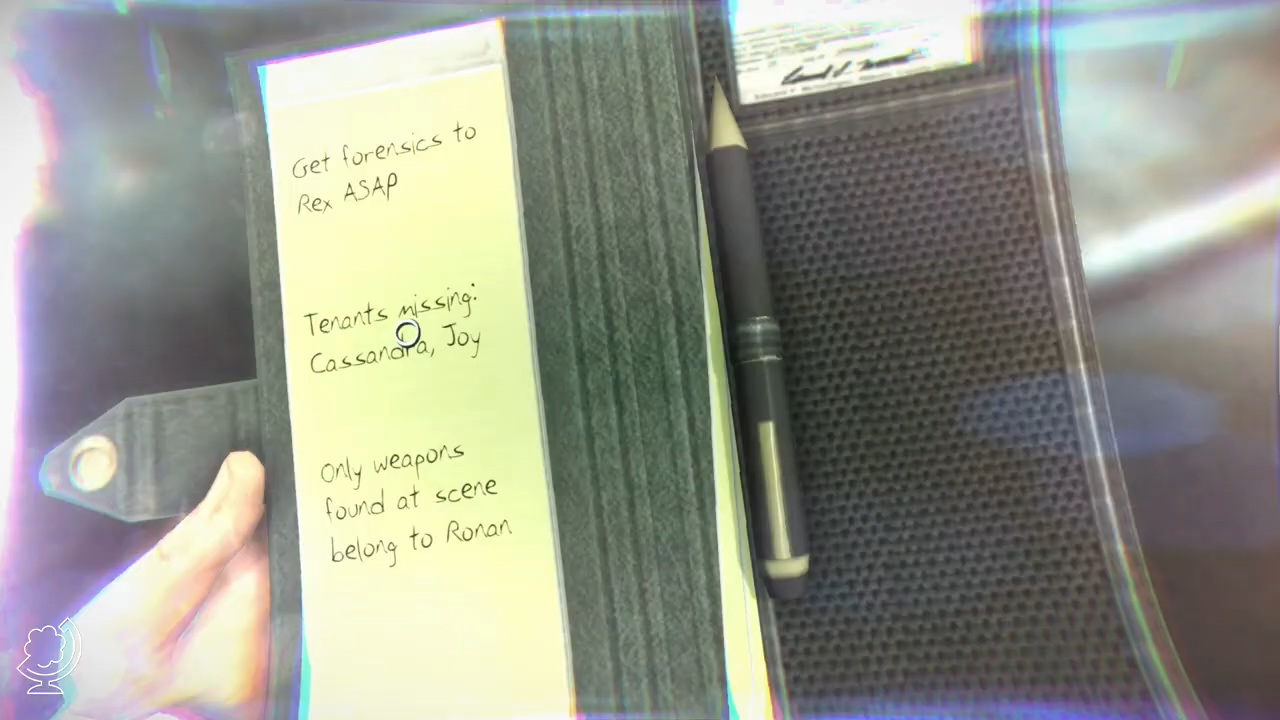 Get forensics to
Rex ASAP
Tenants missing:
Cassandra, Joy
Only weapons
found at scene
belong to Ronan